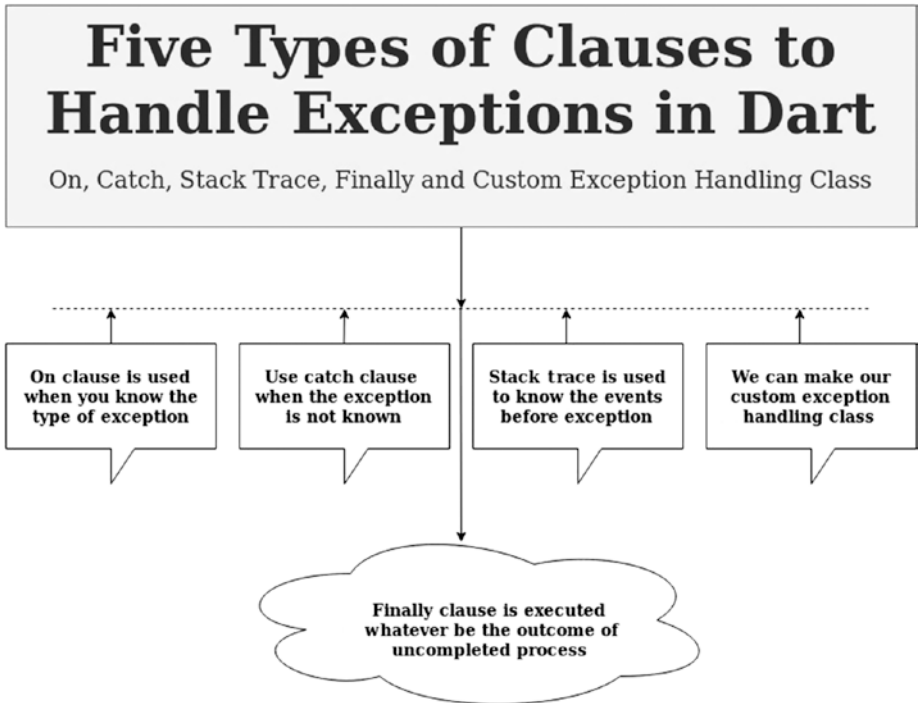 Five Types of Clauses to
Handle Exceptions in Dart
On, Catch, Stack Trace, Finally and Custom Exception Handling Class
On clause is used
when you know the
type of exception
Use catch clause
when the exception
is not known
Stack trace is used
to know the events
before exception
We can make our
custom exception
handling class
Finally clause is executed
whatever be the outcome of
uncompleted process